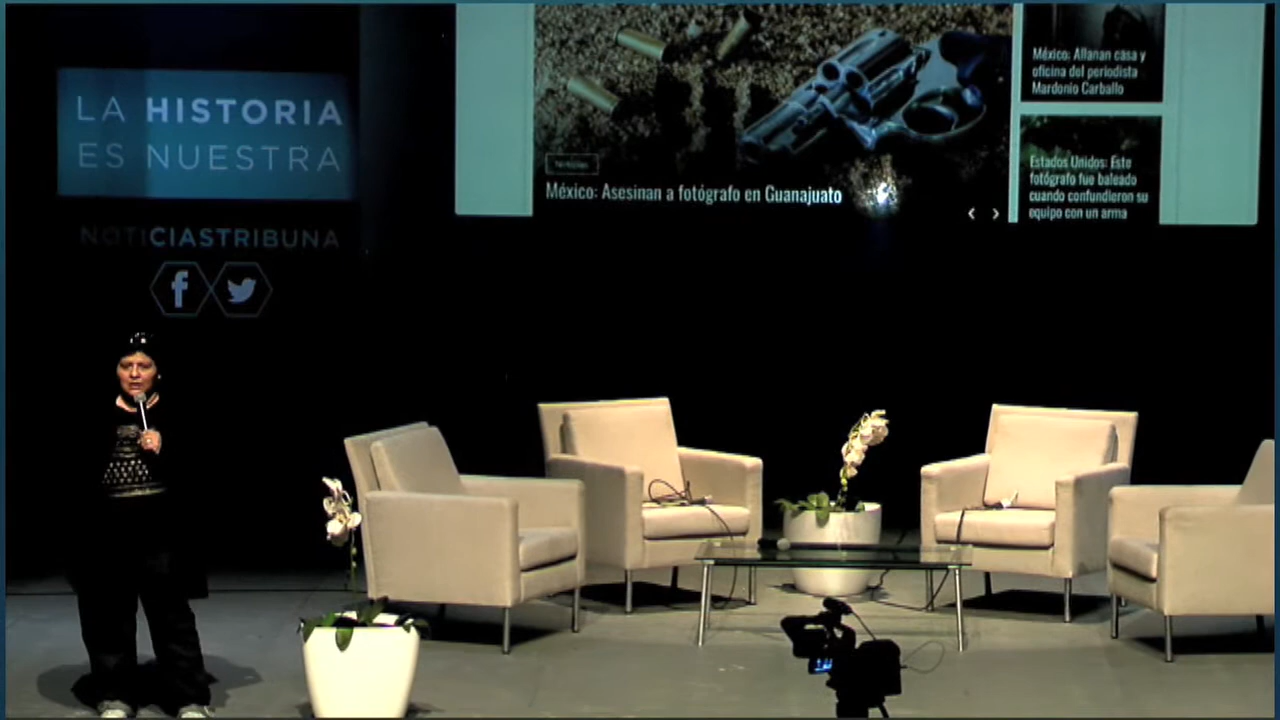 LA HISTORIA
ES NUESTRA
NOTICIASTRIBUNA
México: Asesinan a fotógrafo en Guanajuato
México: Allanan casa y
oficina del periodista
Mardonio Carballo
Estados Unidos: Este
fotógrafo fue baleado
cuando confundieron su
equipo con un arma